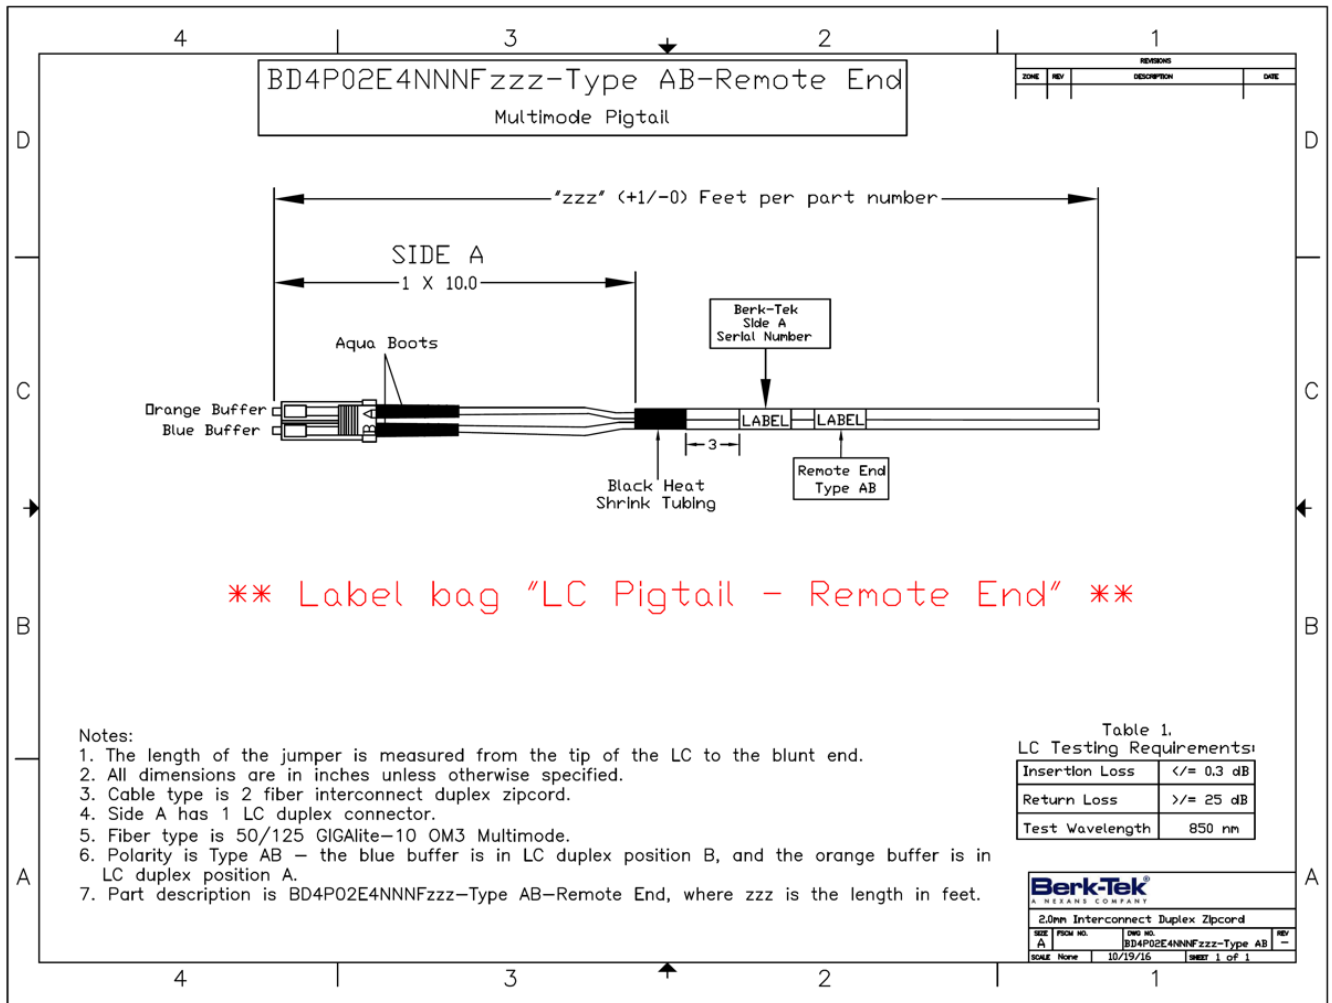 4 3 2 1
BD4P02E4NNNFzzz-Type AB-Remote End
Multimode Pigtail
REVISIONS
ZONE REV DESCRIPTION DATE
D D
"zzz" (+1/-0) Feet per part number
SIDE A
1 X 10.0
Berk-Tek
Side A
Serial Number
Aqua Boots
C C
Orange Buffer
Blue Buffer
A
B
LABEL LABEL
3
Remote End
Type AB
Black Heat
Shrink Tubing
** Label bag "LC Pigtail - Remote End" **
B B
Notes:
1. The length of the jumper is measured from the tip of the LC to the blunt end.
2. All dimensions are in inches unless otherwise specified.
3. Cable type is 2 fiber interconnect duplex zipcord.
4. Side A has 1 LC duplex connector.
5. Fiber type is 50/125 GIGAlite-10 OM3 Multimode.
6. Polarity is Type AB - the blue buffer is in LC duplex position B, and the orange buffer is in
LC duplex position A.
7. Part description is BD4P02E4NNNFzzz-Type AB-Remote End, where zzz is the length in feet.
Table 1.
LC Testing Requirements:
Insertion Loss </= 0.3 dB
Return Loss >/= 25 dB
Test Wavelength 850 nm
A A
Berk-Tek®
A NEXANS COMPANY
2.0mm Interconnect Duplex Zipcord
SIZE FSCM NO. DWG NO. REV
A BD4P02E4NNNFzzz-Type AB -
SCALE None 10/19/16 SHEET 1 of 1
4 3 2 1